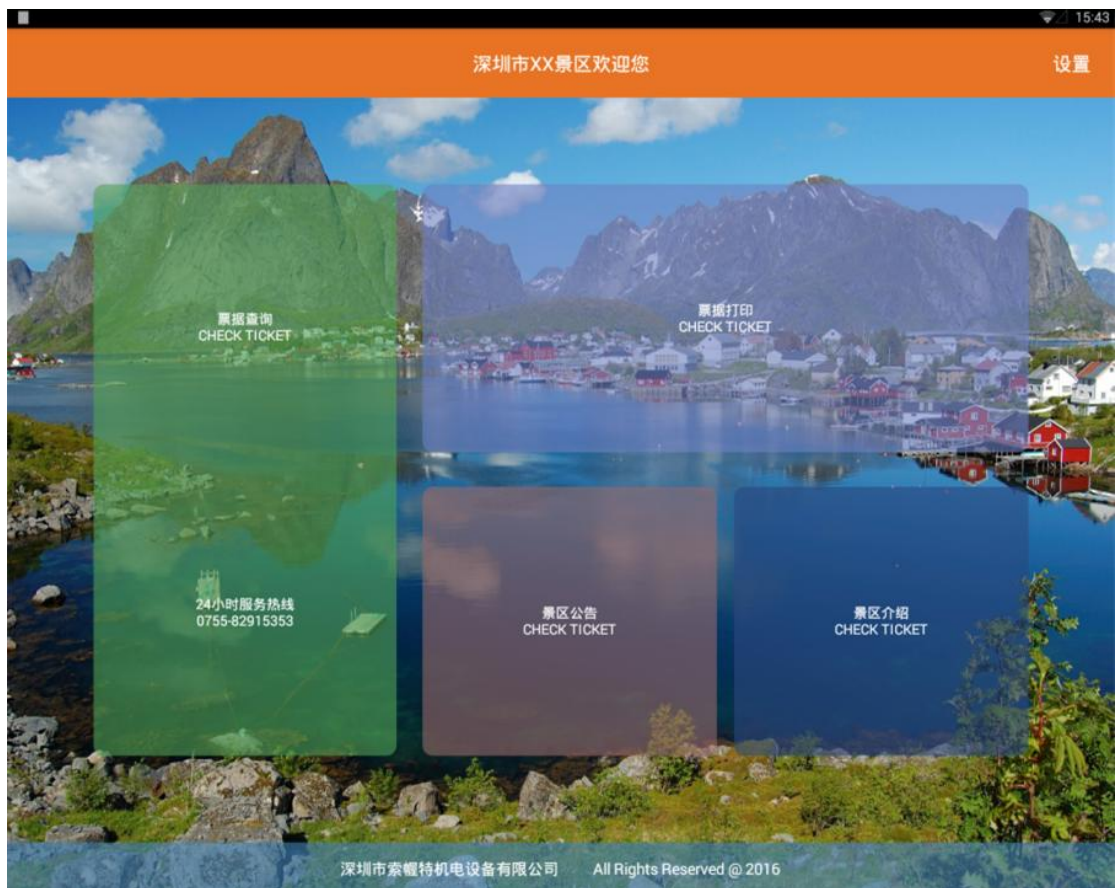 15:43
深圳市XX景区欢迎您
设置
票据查询
CHECK TICKET
票据打印
CHECK TICKET
24小时服务热线
0755-82915353
景区公告
CHECK TICKET
景区介绍
CHECK TICKET
深圳市索幄特机电设备有限公司 All Rights Reserved @ 2016